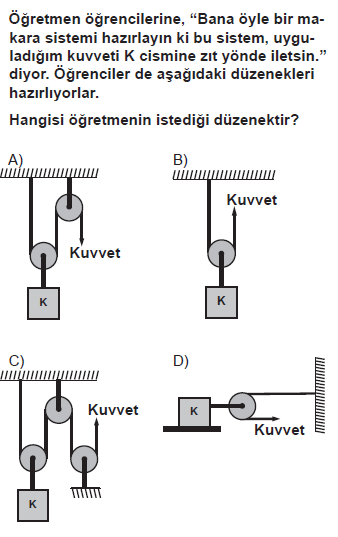 Öğretmen öğrencilerine, “Bana öyle bir ma-
kara sistemi hazırlayın ki bu sistem, uygu-
ladığım kuvveti K cismine zıt yönde iletsin.”
diyor. Öğrenciler de aşağıdaki düzenekleri
hazırlıyorlar.
Hangisi öğretmenin istediği düzenektir?
A)
Kuvvet
K
B)
Kuvvet
K
C)
Kuvvet
K
D)
K
Kuvvet